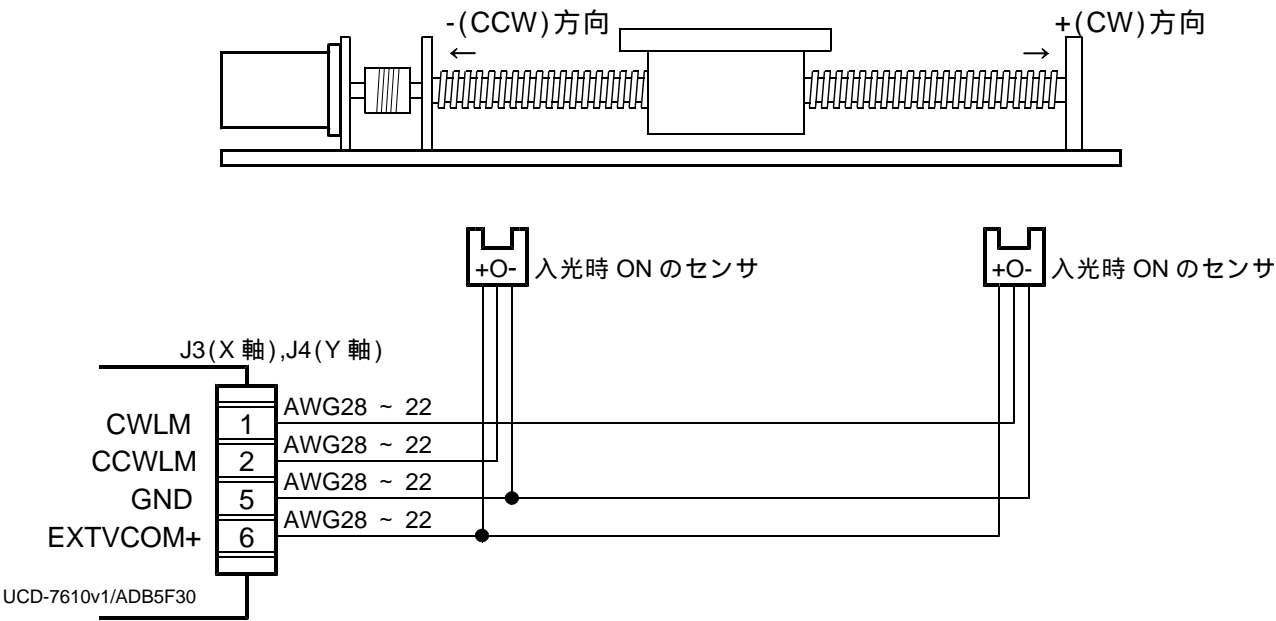 -(CCW)方向
+(CW)方向
←
→
+O- 入光時 ON のセンサ
+O- 入光時 ON のセンサ
J3(X 軸),J4(Y 軸)
CWLM 1 AWG28 ~ 22
CCWLM 2 AWG28 ~ 22
GND 5 AWG28 ~ 22
EXTVCOM+ 6 AWG28 ~ 22
UCD-7610v1/ADB5F30